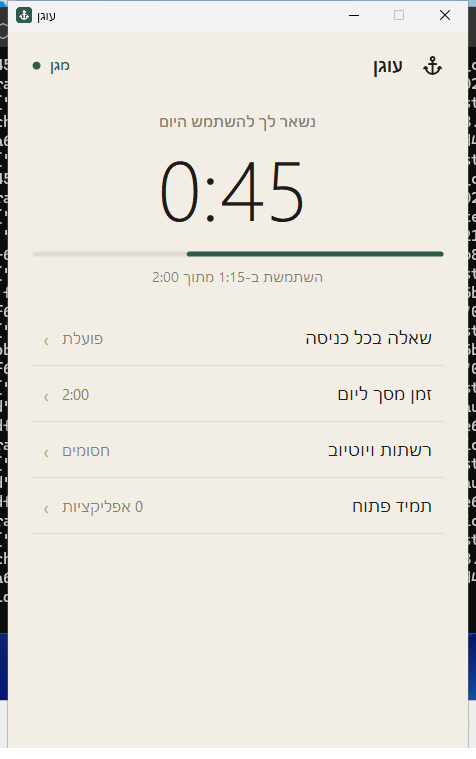 עוגן
עוגן
מגן
נשאר לך להשתמש היום
0:45
השתמשת ב-1:15 מתוך 2:00
שאלה בכל כניסה
פועלת
זמן מסך ליום
2:00
רשתות ויוטיוב
חסומים
תמיד פתוח
0 אפליקציות